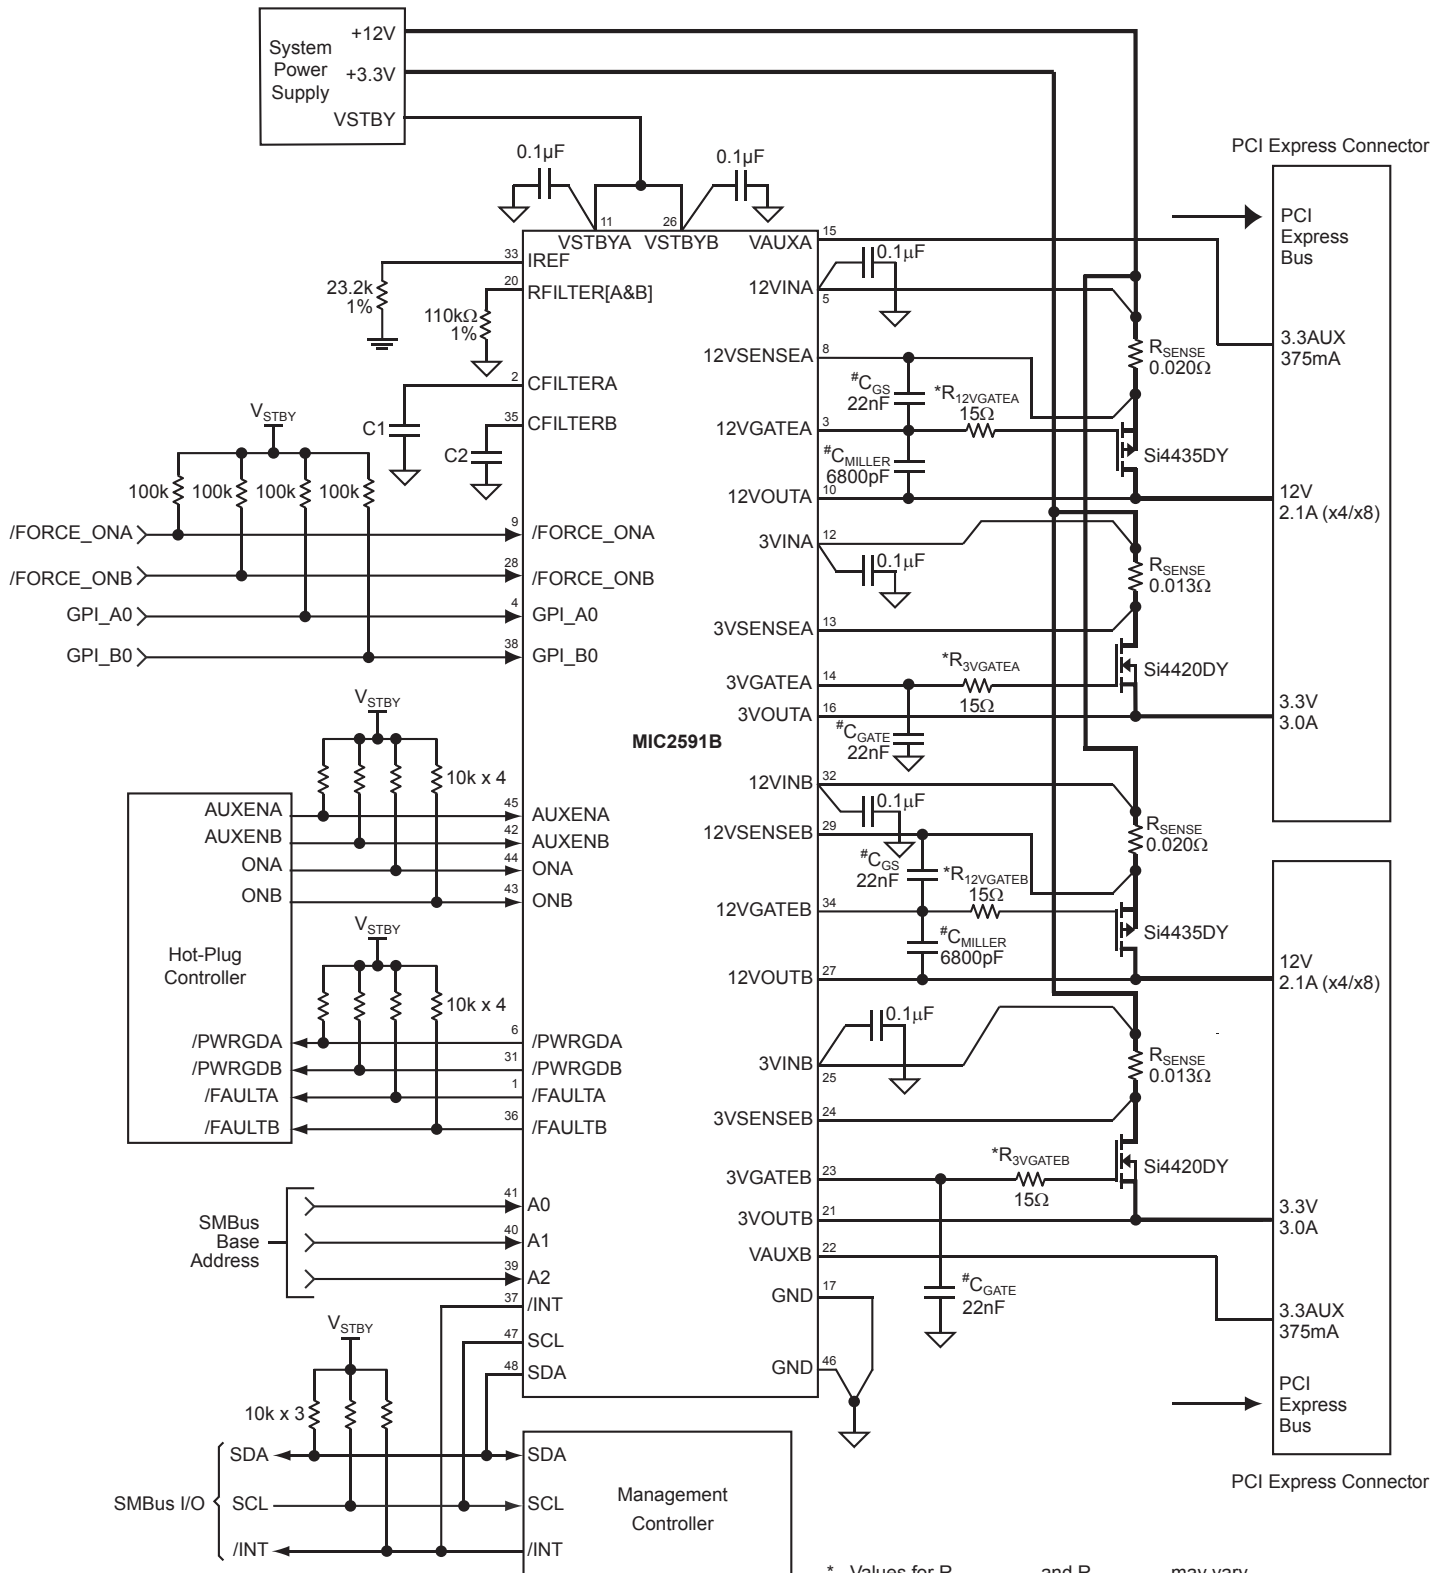 System
Power
Supply
+12V
+3.3V
VSTBY
0.1µF
0.1µF
PCI Express Connector
11
26
VSTBYA
VSTBYB
VAUXA
15
33
IREF
20
RFILTER[A&B]
23.2k
1%
110kΩ
1%
2
CFILTERA
35
CFILTERB
C1
C2
VSTBY
100k
100k
100k
100k
/FORCE_ONA
9
/FORCE_ONA
/FORCE_ONB
28
/FORCE_ONB
GPI_A0
4
GPI_A0
GPI_B0
38
GPI_B0
VSTBY
10k x 4
Hot-Plug
Controller
AUXENA
45
AUXENA
AUXENB
42
AUXENB
ONA
44
ONA
ONB
43
ONB
VSTBY
10k x 4
/PWRGDA
6
/PWRGDA
/PWRGDB
31
/PWRGDB
/FAULTA
1
/FAULTA
/FAULTB
36
/FAULTB
SMBus
Base
Address
41
A0
40
A1
39
A2
37
/INT
47
SCL
48
SDA
VSTBY
10k x 3
SMBus I/O
SDA
SCL
/INT
SDA
SCL
/INT
Management
Controller
MIC2591B
12VINA
5
0.1µF
12VSENSEA
8
#CGS
22nF
*R12VGATEA
15Ω
12VGATEA
3
#CMILLER
6800pF
12VOUTA
10
RSENSE
0.020Ω
Si4435DY
3VINA
12
0.1µF
RSENSE
0.013Ω
3VSENSEA
13
3VGATEA
14
*R3VGATEA
15Ω
Si4420DY
3VOUTA
16
#CGATE
22nF
12VINB
32
0.1µF
12VSENSEB
29
RSENSE
0.020Ω
#CGS
22nF
*R12VGATEB
15Ω
12VGATEB
34
Si4435DY
#CMILLER
6800pF
12VOUTB
27
3VINB
25
0.1µF
RSENSE
0.013Ω
3VSENSEB
24
3VGATEB
23
*R3VGATEB
15Ω
Si4420DY
3VOUTB
21
VAUXB
22
#CGATE
22nF
GND
17
GND
46
PCI
Express
Bus
3.3AUX
375mA
12V
2.1A (x4/x8)
3.3V
3.0A
12V
2.1A (x4/x8)
3.3V
3.0A
3.3AUX
375mA
PCI
Express
Bus
PCI Express Connector
* Values for R and R may vary